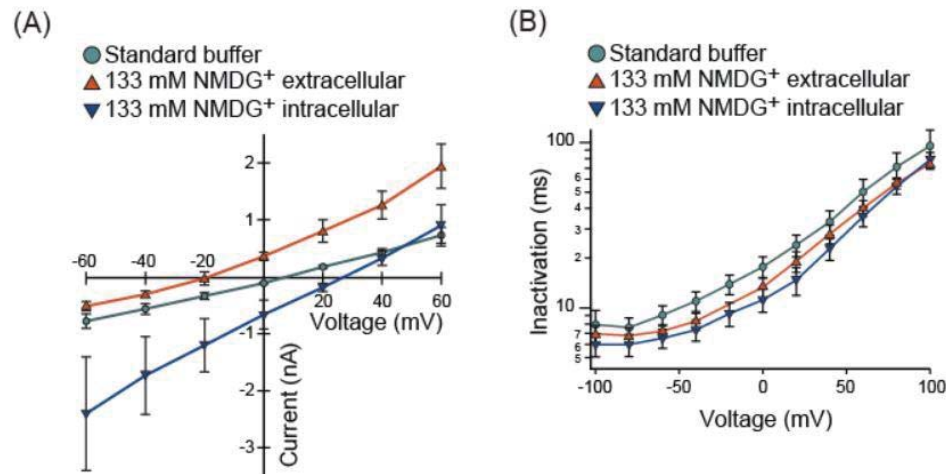 (A)
Standard buffer
133 mM NMDG+ extracellular
133 mM NMDG+ intracellular
2
1
-60 -40 -20 20 40 60
Voltage (mV)
-1
-2
-3
Current (nA)
(B)
Standard buffer
133 mM NMDG+ extracellular
133 mM NMDG+ intracellular
100
6
5
4
3
2
10
7
6
5
Inactivation (ms)
-100 -50 0 50 100
Voltage (mV)